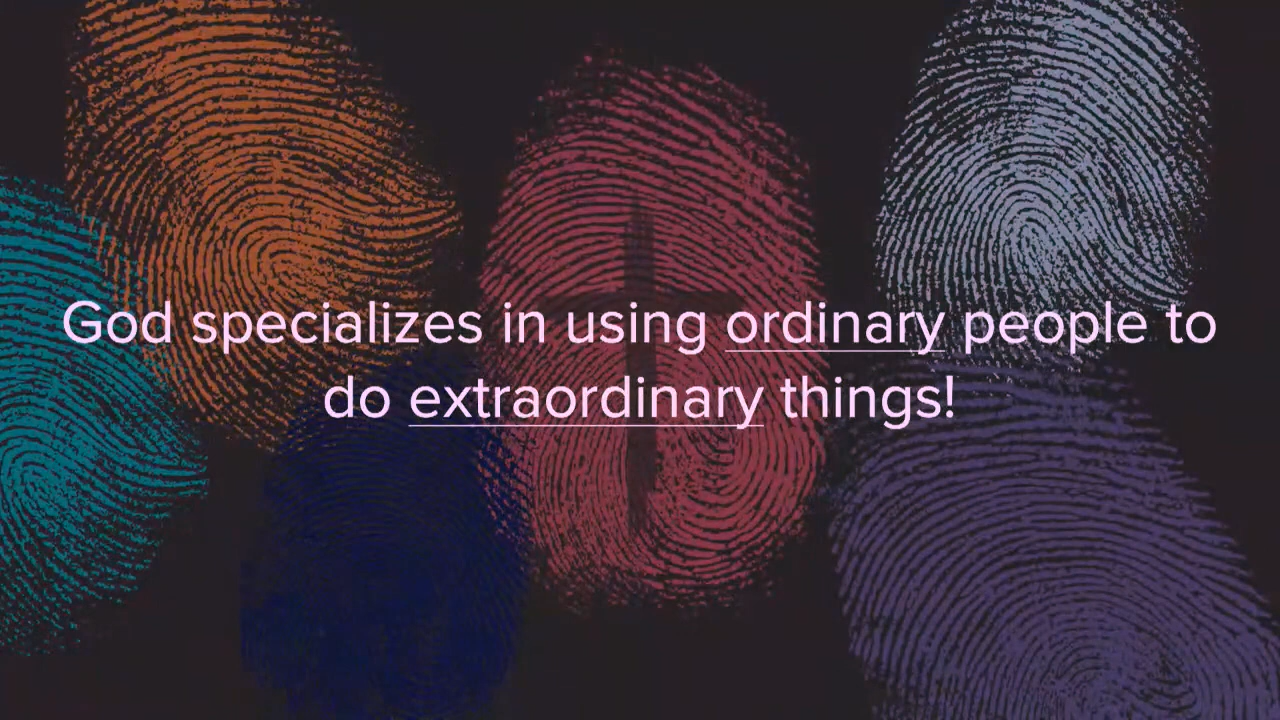 God specializes in using ordinary people to
do extraordinary things!